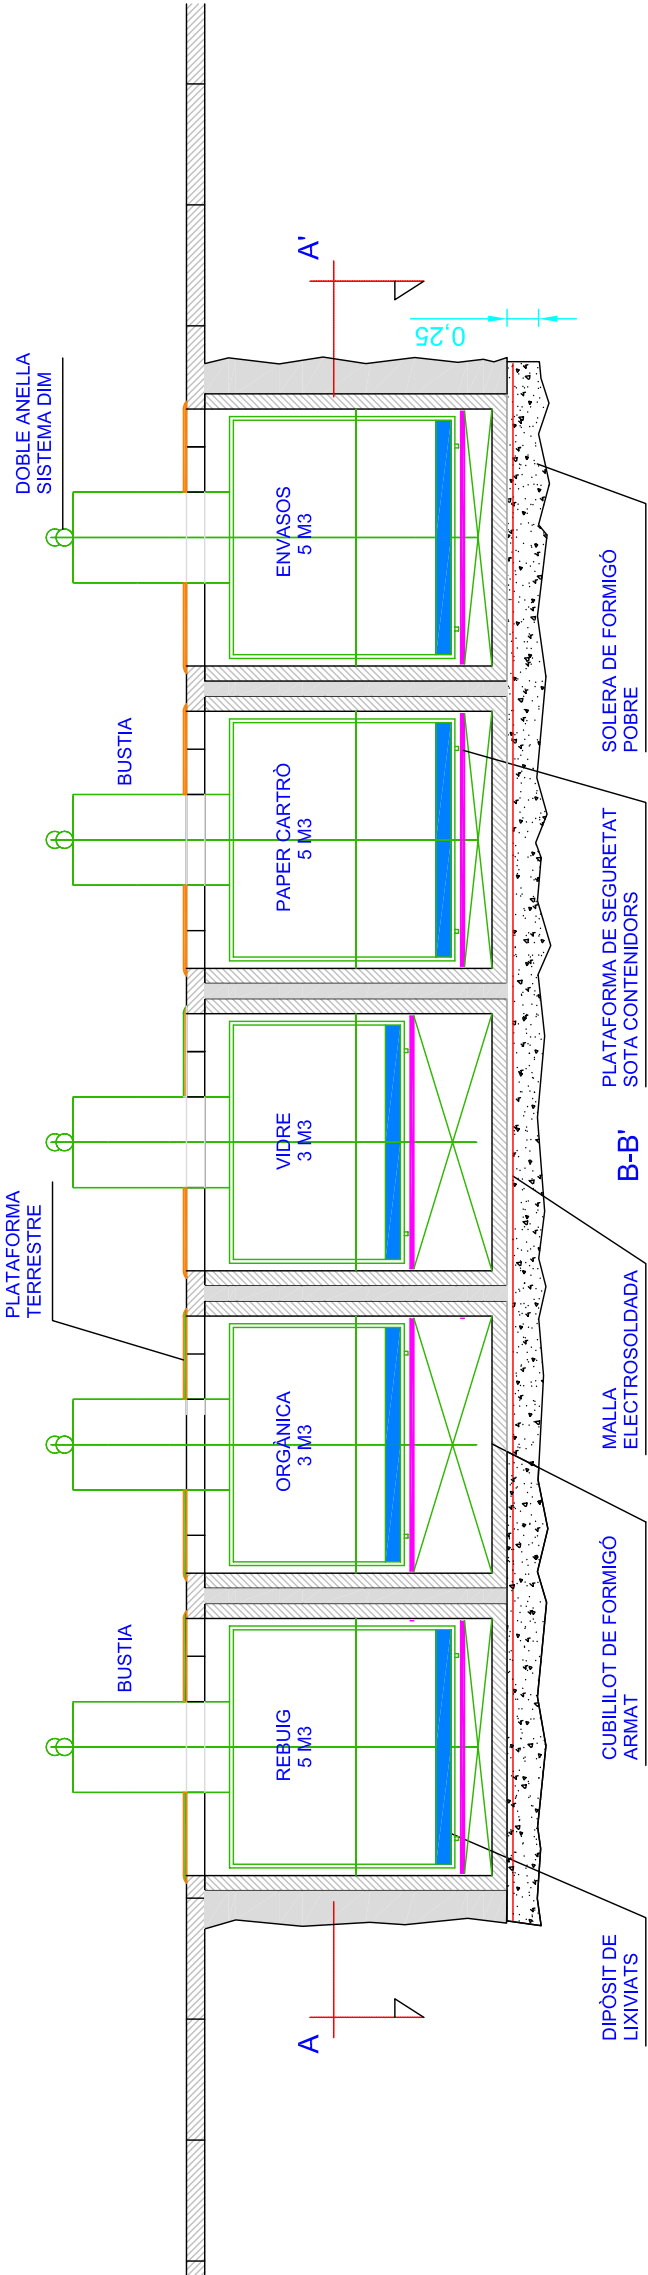 DOBLE ANELLA
SISTEMA DIM
BUSTIA
PLATAFORMA
TERRESTRE
BUSTIA
A
A'
REBUIG
5 M3
ORGÀNICA
3 M3
VIDRE
3 M3
PAPER CARTRÒ
5 M3
ENVASOS
5 M3
0,25
DIPÒSIT DE
LIXIVIATS
CUBILILOT DE FORMIGÓ
ARMAT
MALLA
ELECTROSOLDADA
B-B'
PLATAFORMA DE SEGURETAT
SOTA CONTENIDORS
SOLERA DE FORMIGÓ
POBRE